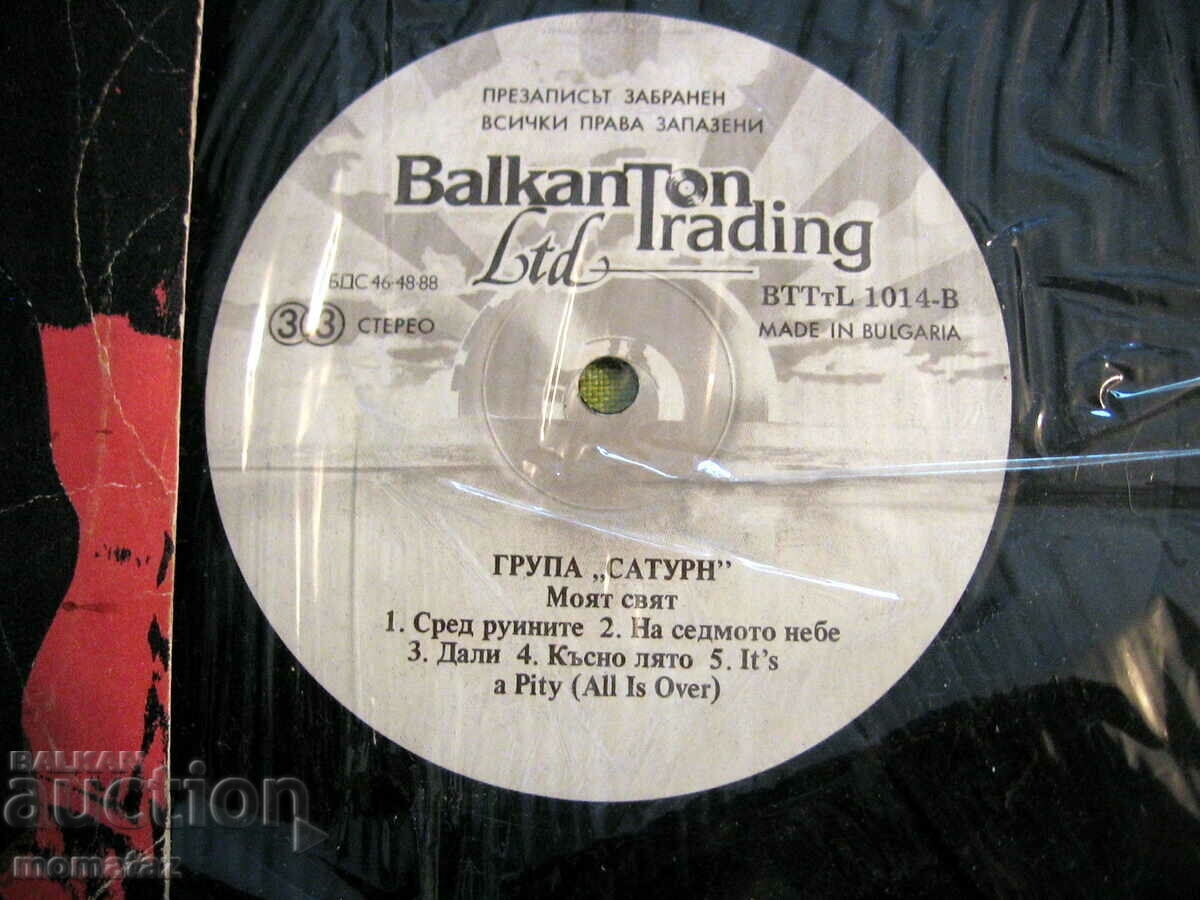 ПРЕЗАПИСЪТ ЗАБРАНЕН
ВСИЧКИ ПРАВА ЗАПАЗЕНИ
BalkanTon
Trading
Ltd
БДС 46-48-88
BTTтL 1014-B
33 СТЕРЕО
MADE IN BULGARIA
ГРУПА „САТУРН”
Моят свят
1. Сред руините 2. На седмото небе
3. Дали 4. Късно лято 5. It's
a Pity (All Is Over)
BALKAN
auction
momataz